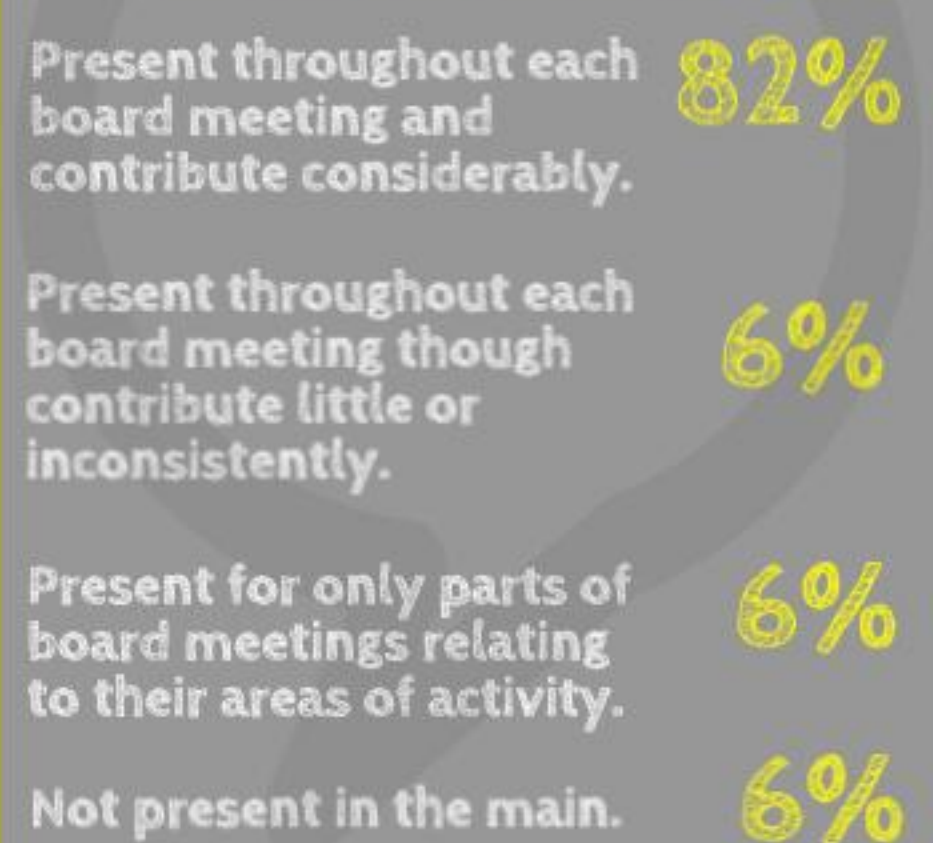 Present throughout each 82%
board meeting and
contribute considerably.
Present throughout each
board meeting though 6%
contribute little or
inconsistently.
Present for only parts of 6%
board meetings relating
to their areas of activity.
Not present in the main. 6%